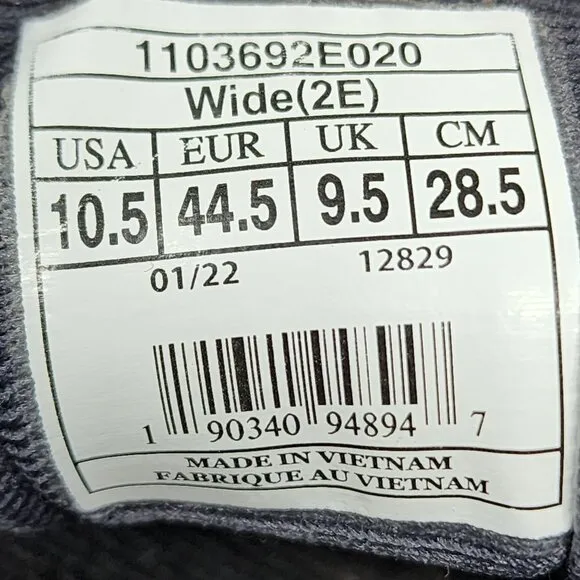 1103692E020
Wide(2E)
USA EUR UK CM
10.5 44.5 9.5 28.5
01/22 12829
1 90340 94894 7
MADE IN VIETNAM
FABRIQUE AU VIETNAM